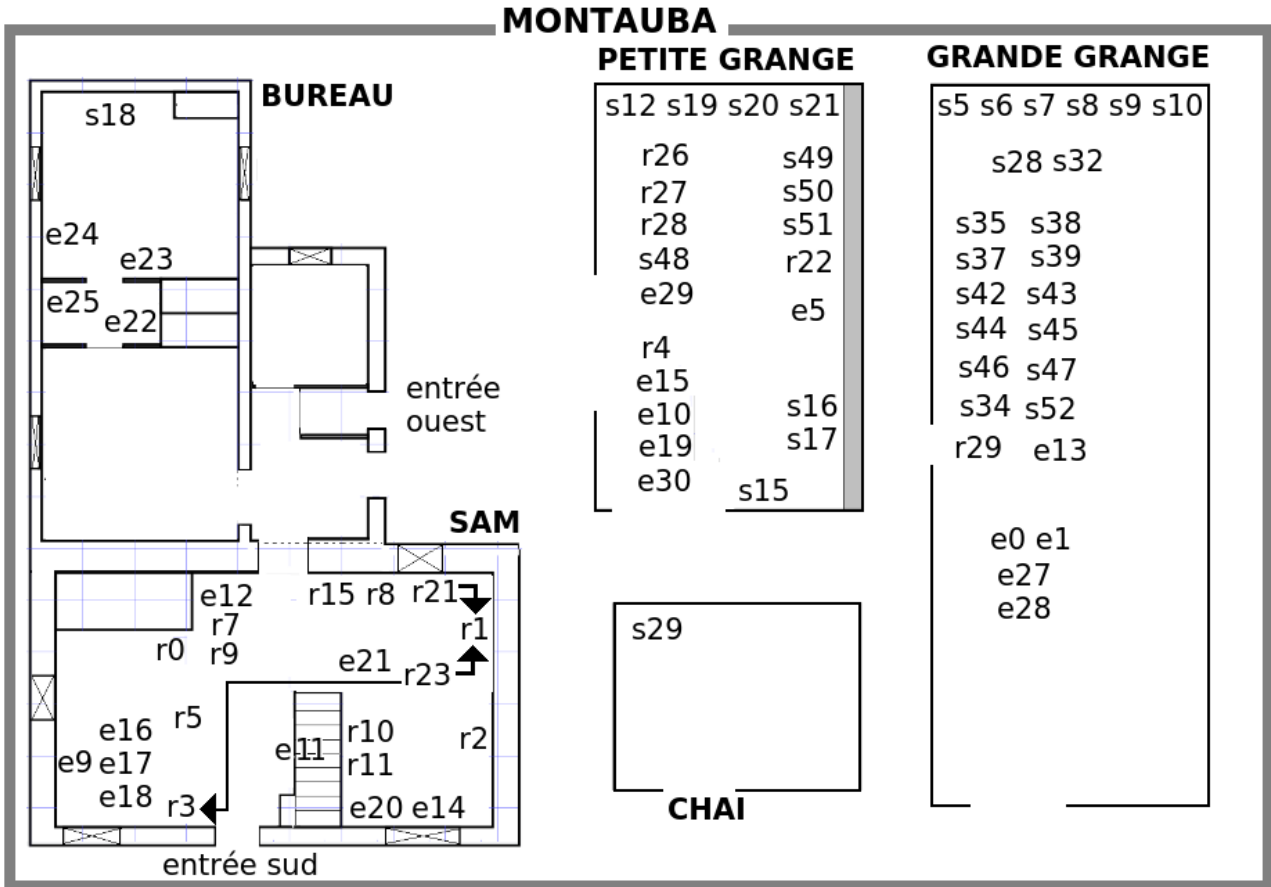 MONTAUBA
BUREAU
s18
e24
e23
e25
e22
entrée
ouest
SAM
e12
r15 r8 r21
r7
r1
r0 r9
e21 r23
r5
e16
r10
r2
e9 e17
e11
r11
e18
r3
e20 e14
entrée sud
PETITE GRANGE
s12 s19 s20 s21
r26 s49
r27 s50
r28 s51
s48 r22
e29
e5
r4
e15
e10 s16
e19 s17
e30
s15
s29
CHAI
GRANDE GRANGE
s5 s6 s7 s8 s9 s10
s28 s32
s35 s38
s37 s39
s42 s43
s44 s45
s46 s47
s34 s52
r29 e13
e0 e1
e27
e28